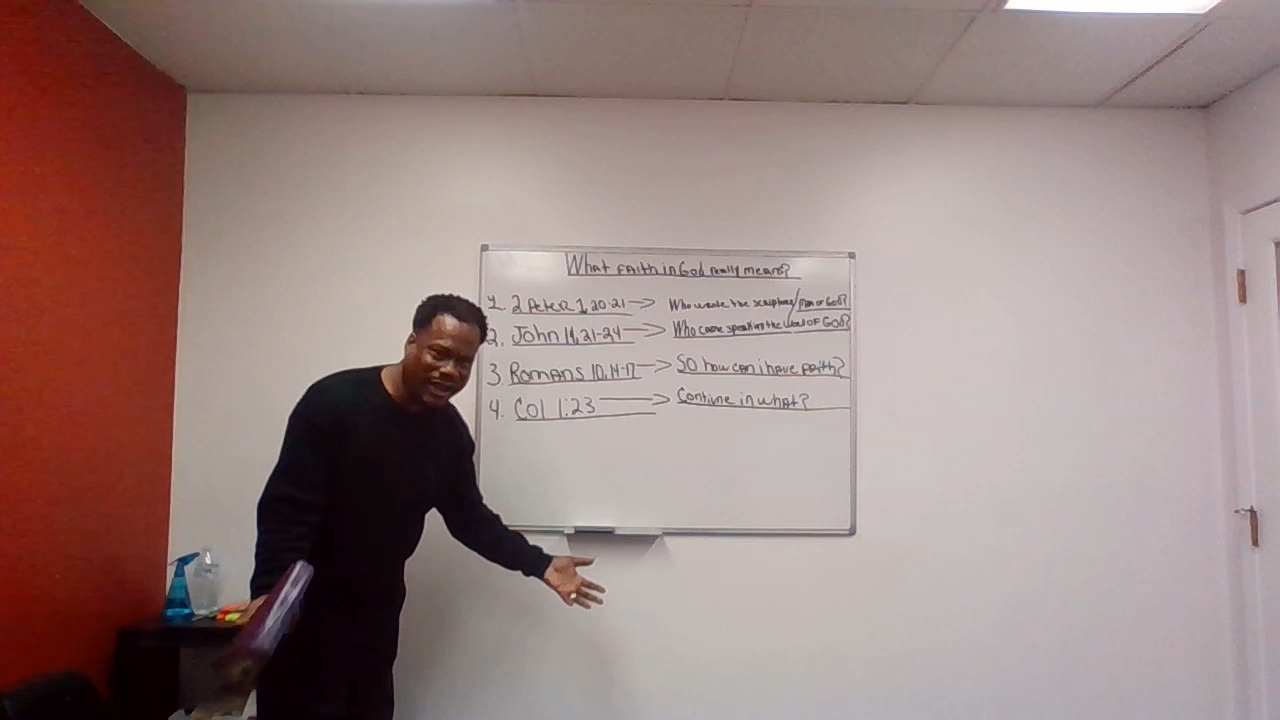 What Faith in God really means?
1. 2 Peter 1,20-21 → Who wrote the scriptures/man or God?
2. John 14,21-24 → Who came speaking the word OF GOD?
3. Romans 10,14-17 → SO how can i have faith?
4. Col 1:23 → Continue in what?